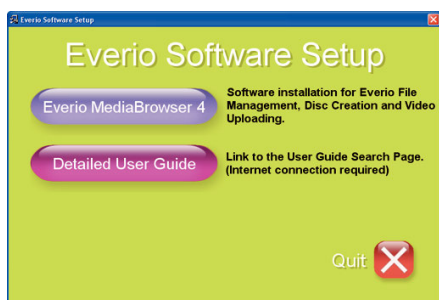 Everio Software Setup
Everio Software Setup
Everio MediaBrowser 4
Software installation for Everio File
Management, Disc Creation and Video
Uploading.
Detailed User Guide
Link to the User Guide Search Page.
(Internet connection required)
Quit